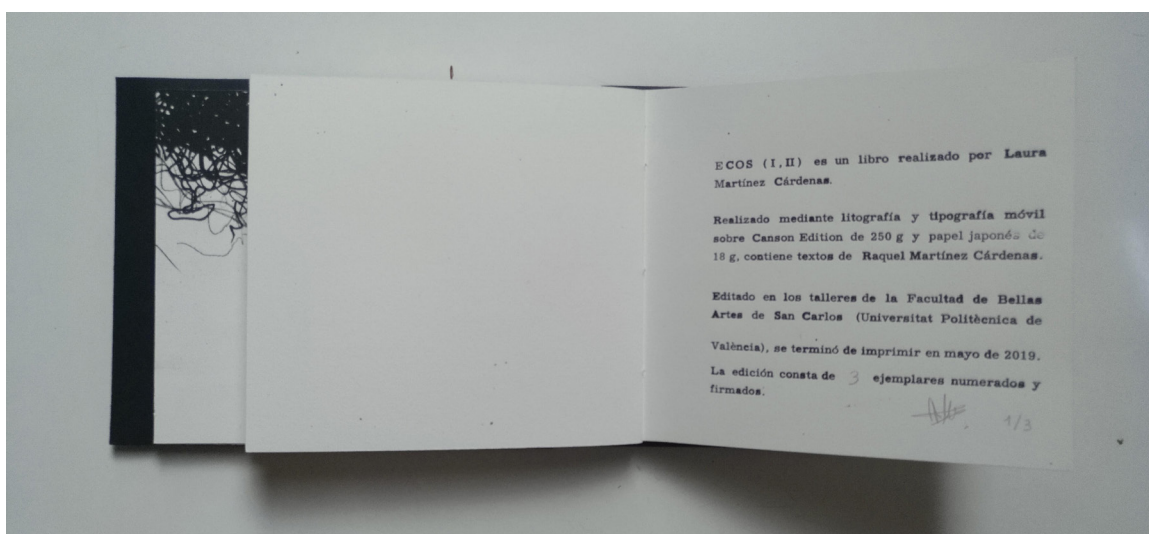 ECOS (I,II) es un libro realizado por Laura
Martínez Cárdenas.
Realizado mediante litografía y tipografía móvil
sobre Canson Edition de 250 g y papel japonés de
18 g, contiene textos de Raquel Martínez Cárdenas.
Editado en los talleres de la Facultad de Bellas
Artes de San Carlos (Universitat Politècnica de
València), se terminó de imprimir en mayo de 2019.
La edición consta de 3 ejemplares numerados y
firmados.
1/3